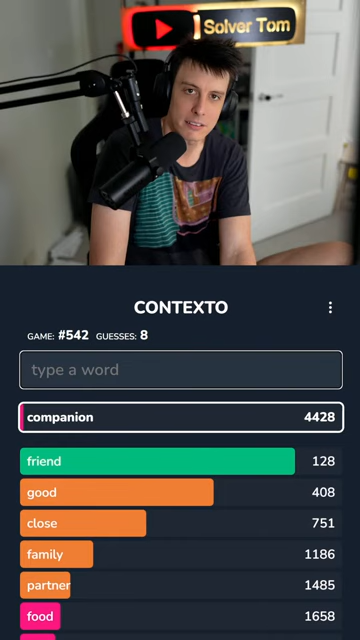 Solver Tom
CONTEXTO
GAME: #542 GUESSES: 8
type a word
companion 4428
friend 128
good 408
close 751
family 1186
partner 1485
food 1658